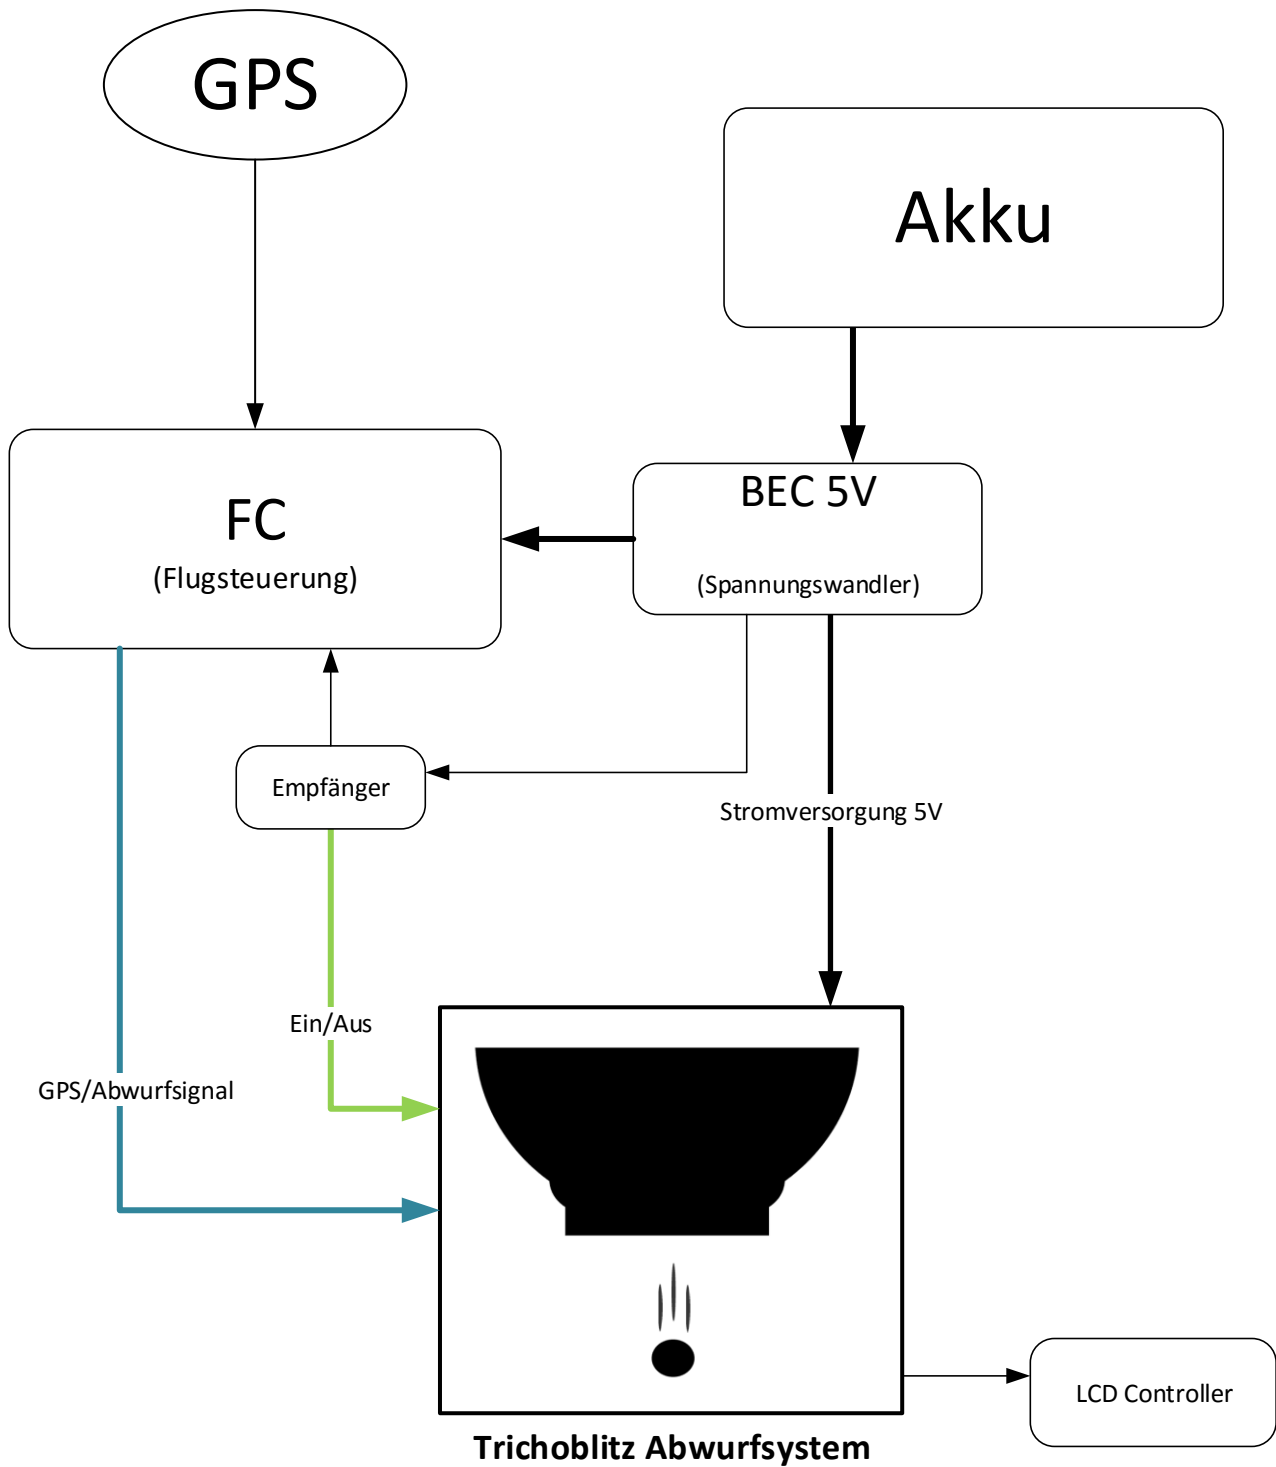 GPS
Akku
FC
(Flugsteuerung)
BEC 5V
(Spannungswandler)
Empfänger
Stromversorgung 5V
Ein/Aus
GPS/Abwurfsignal
LCD Controller
Trichoblitz Abwurfsystem